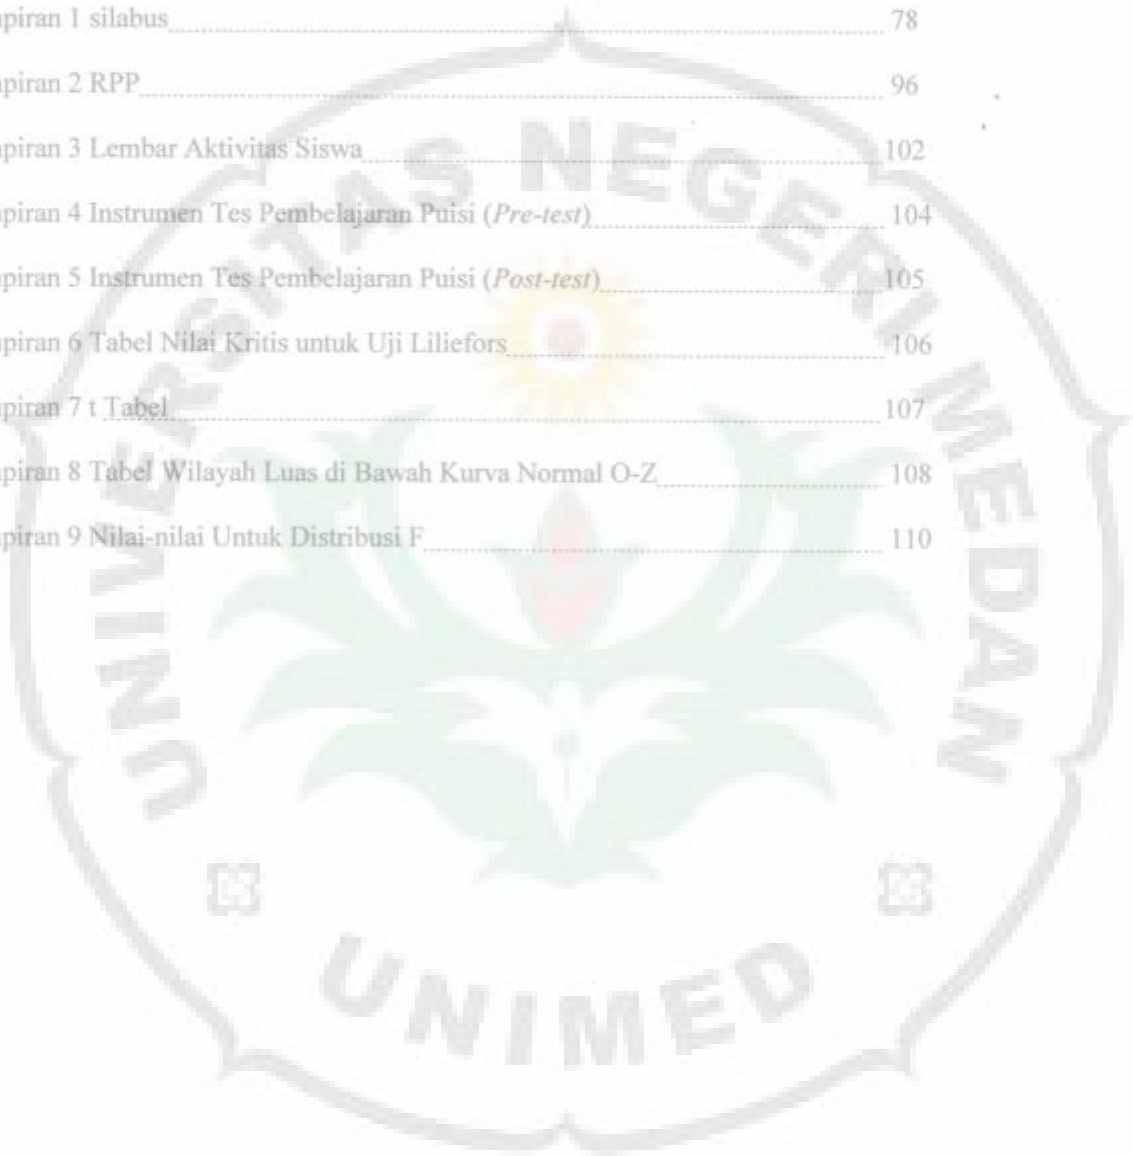 piran 1 silabus 78
piran 2 RPP 96
piran 3 Lembar Aktivitas Siswa 102
piran 4 Instrumen Tes Pembelajaran Puisi (Pre-test) 104
piran 5 Instrumen Tes Pembelajaran Puisi (Post-test) 105
piran 6 Tabel Nilai Kritis untuk Uji Liliefors 106
piran 7 t Tabel 107
piran 8 Tabel Wilayah Luas di Bawah Kurva Normal O-Z 108
piran 9 Nilai-nilai Untuk Distribusi F 110
UNIVERSITAS NEGERI MEDAN
UNIMED